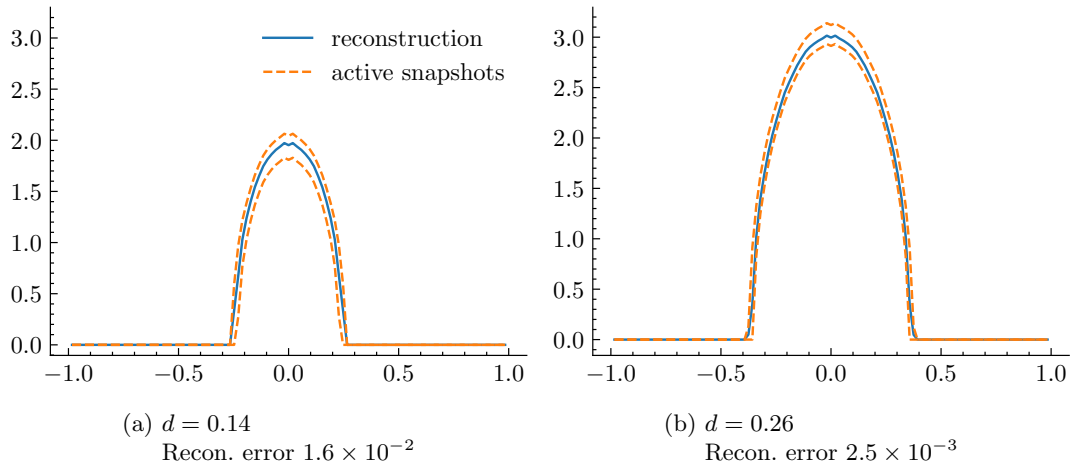 3.0
2.5
2.0
1.5
1.0
0.5
0.0
−1.0 −0.5 0.0 0.5 1.0
reconstruction
active snapshots
(a) d = 0.14
Recon. error 1.6 × 10⁻²
3.0
2.5
2.0
1.5
1.0
0.5
0.0
−1.0 −0.5 0.0 0.5 1.0
(b) d = 0.26
Recon. error 2.5 × 10⁻³